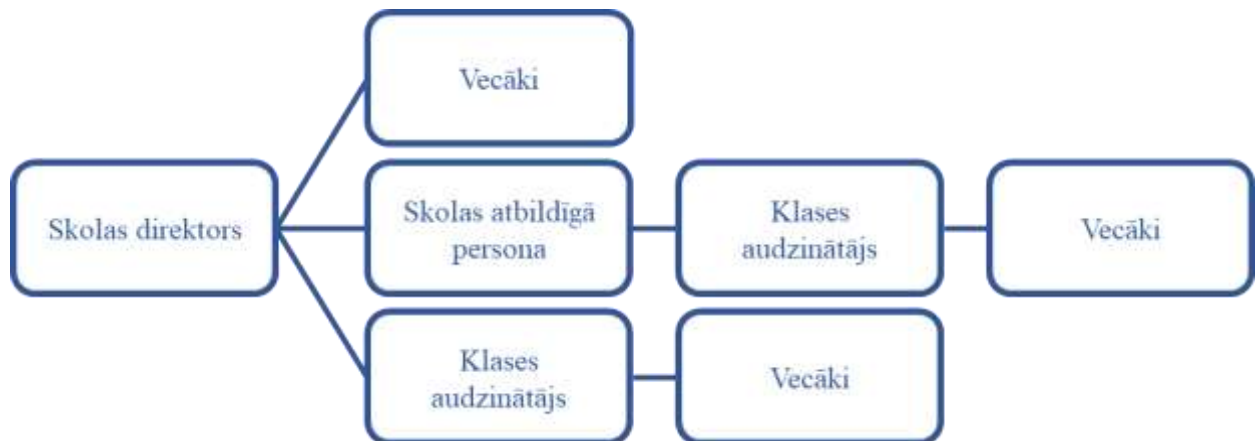 Vecāki
Skolas direktors
Skolas atbildīgā
persona
Klases
audzinātājs
Vecāki
Klases
audzinātājs
Vecāki